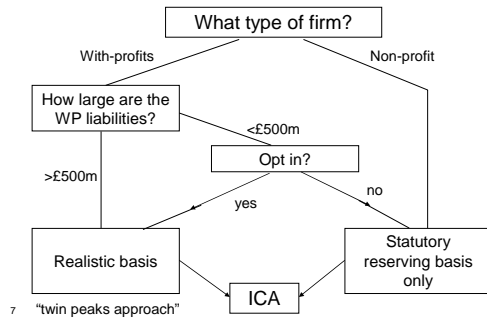 What type of firm?
With-profits
Non-profit
How large are the
WP liabilities?
<£500m
Opt in?
>£500m
yes
no
Realistic basis
Statutory
reserving basis
only
ICA
7 "twin peaks approach"